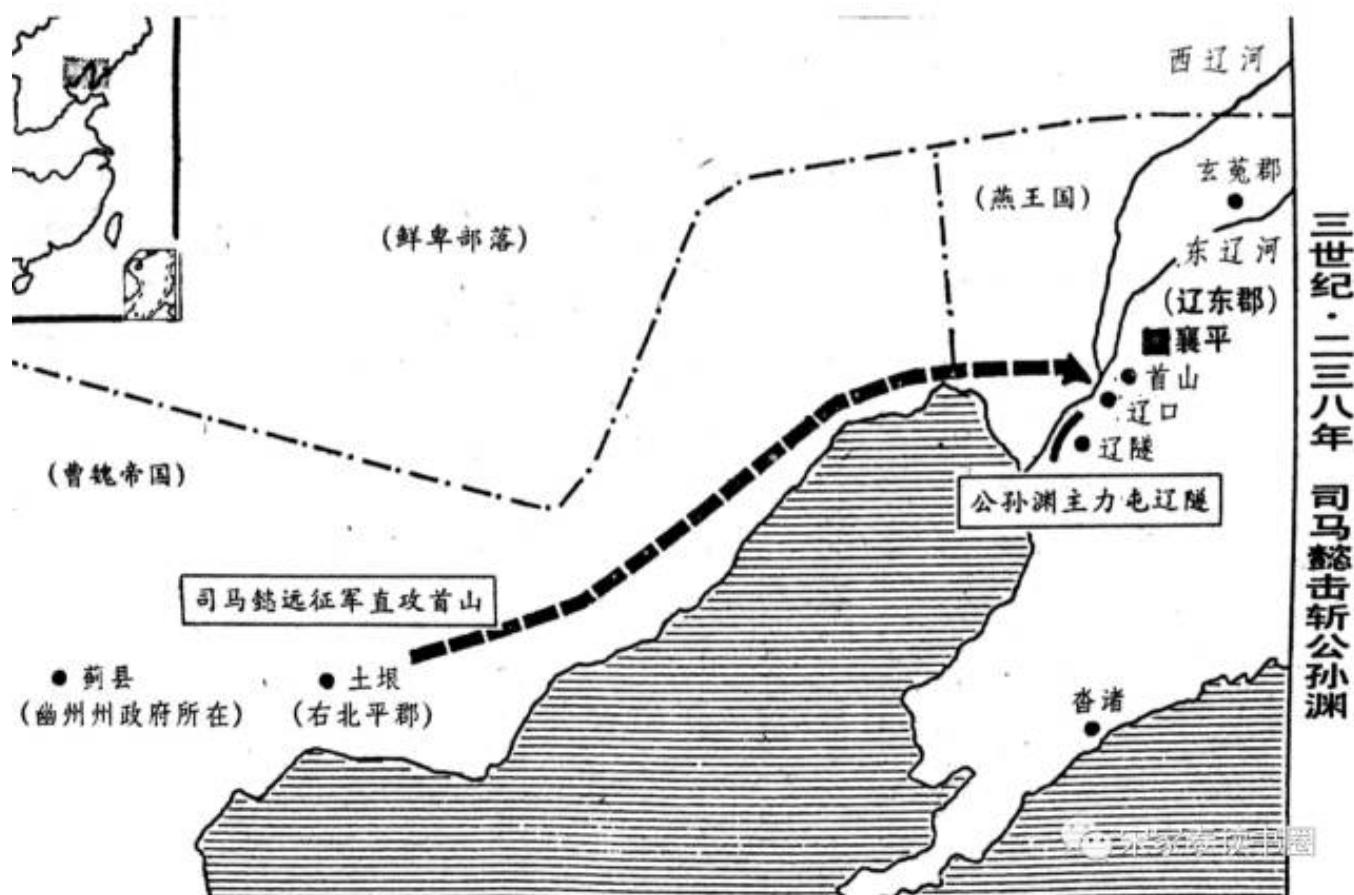 西辽河
玄菟郡
(燕王国)
(鲜卑部落)
东辽河
(辽东郡)
襄平
首山
辽口
辽隧
(曹魏帝国)
公孙渊主力屯辽隧
司马懿远征军直攻首山
蓟县
(幽州州政府所在)
土垠
(右北平郡)
沓渚
三世纪·二三八年 司马懿击斩公孙渊